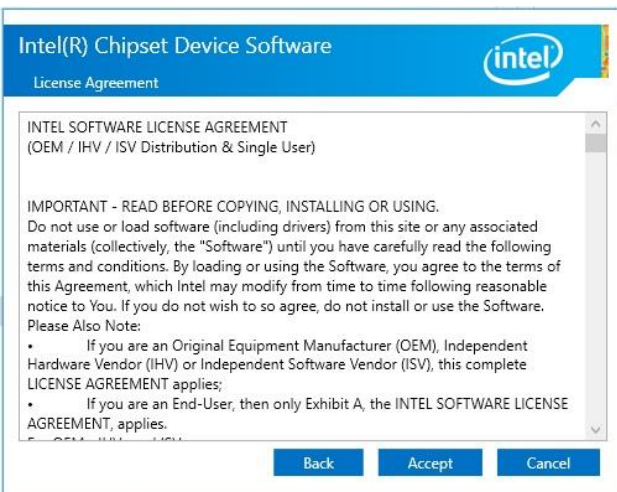 Intel(R) Chipset Device Software
intel
License Agreement
INTEL SOFTWARE LICENSE AGREEMENT
(OEM / IHV / ISV Distribution & Single User)
IMPORTANT - READ BEFORE COPYING, INSTALLING OR USING.
Do not use or load software (including drivers) from this site or any associated
materials (collectively, the "Software") until you have carefully read the following
terms and conditions. By loading or using the Software, you agree to the terms of
this Agreement, which Intel may modify from time to time following reasonable
notice to You. If you do not wish to so agree, do not install or use the Software.
Please Also Note:
• If you are an Original Equipment Manufacturer (OEM), Independent
Hardware Vendor (IHV) or Independent Software Vendor (ISV), this complete
LICENSE AGREEMENT applies;
• If you are an End-User, then only Exhibit A, the INTEL SOFTWARE LICENSE
AGREEMENT, applies.
Back Accept Cancel